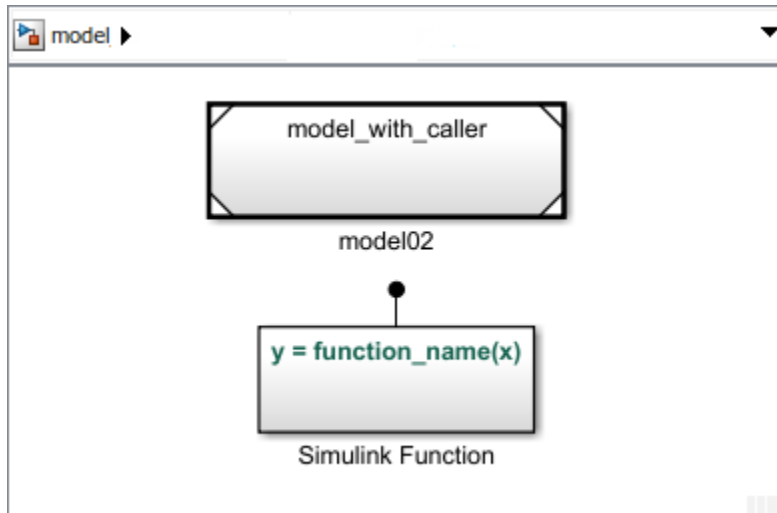 model
model_with_caller
model02
y = function_name(x)
Simulink Function